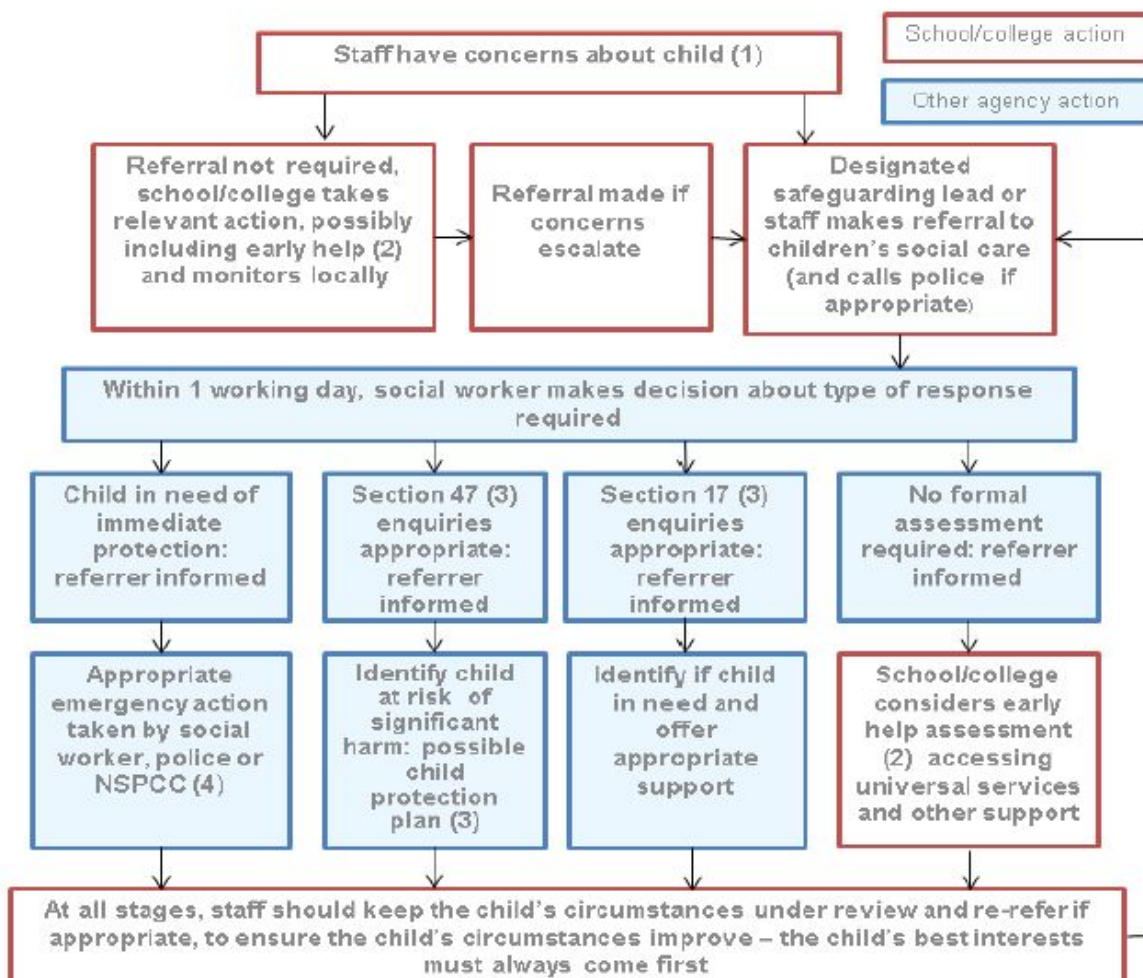 School/college action
Staff have concerns about child (1)
Other agency action
Referral not required,
school/college takes
relevant action, possibly
including early help (2)
and monitors locally
Referral made if
concerns
escalate
Designated
safeguarding lead or
staff makes referral to
children's social care
(and calls police if
appropriate)
Within 1 working day, social worker makes decision about type of response
required
Child in need of
immediate
protection:
referrer informed
Section 47 (3)
enquiries
appropriate:
referrer
informed
Section 17 (3)
enquiries
appropriate:
referrer
informed
No formal
assessment
required: referrer
informed
Appropriate
emergency action
taken by social
worker, police or
NSPCC (4)
Identify child
at risk of
significant
harm: possible
child
protection
plan (3)
Identify if child
in need and
offer
appropriate
support
School/college
considers early
help assessment
(2) accessing
universal services
and other support
At all stages, staff should keep the child's circumstances under review and re-refer if
appropriate, to ensure the child's circumstances improve – the child's best interests
must always come first